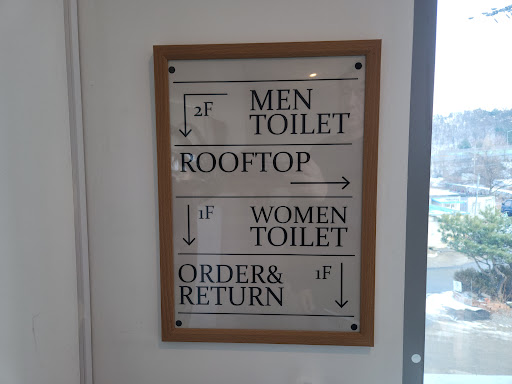 2F MEN
TOILET
ROOFTOP
1F WOMEN
TOILET
ORDER& 1F
RETURN